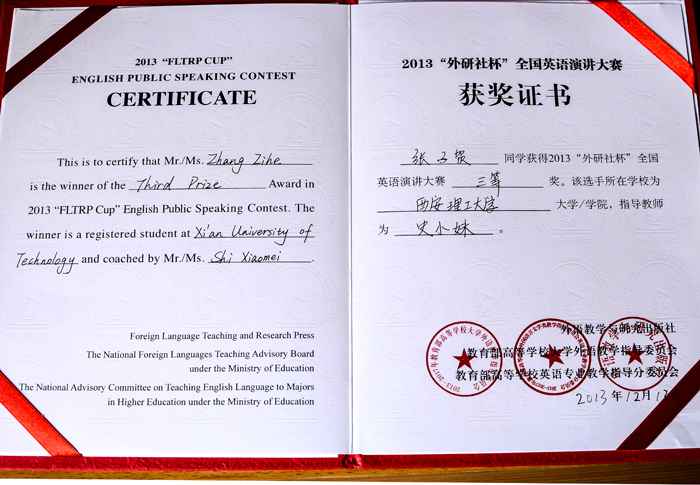 2013 “FLTRP CUP”
ENGLISH PUBLIC SPEAKING CONTEST
CERTIFICATE
This is to certify that Mr./Ms. Zhang Zihe
is the winner of the Third Prize Award in
2013 “FLTRP Cup” English Public Speaking Contest. The
winner is a registered student at Xi'an University of
Technology and coached by Mr./Ms. Shi Xiaomei.
Foreign Language Teaching and Research Press
The National Foreign Languages Teaching Advisory Board
under the Ministry of Education
The National Advisory Committee on Teaching English Language to Majors
in Higher Education under the Ministry of Education
2013“外研社杯”全国英语演讲大赛
获奖证书
张子贺 同学获得2013“外研社杯”全国
英语演讲大赛 三等 奖。该选手所在学校为
西安理工大学 大学/学院，指导教师
为 史小妹 。
外语教学与研究出版社
教育部高等学校大学外语教学指导委员会
教育部高等学校英语专业教学指导分委员会
2013年12月13